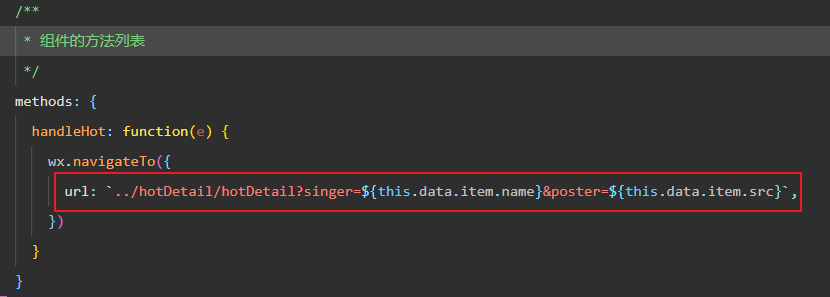 /**
* 组件的方法列表
*/
methods: {
handleHot: function(e) {
wx.navigateTo({
url: `../hotDetail/hotDetail?singer=${this.data.item.name}&poster=${this.data.item.src}`,
})
}
}